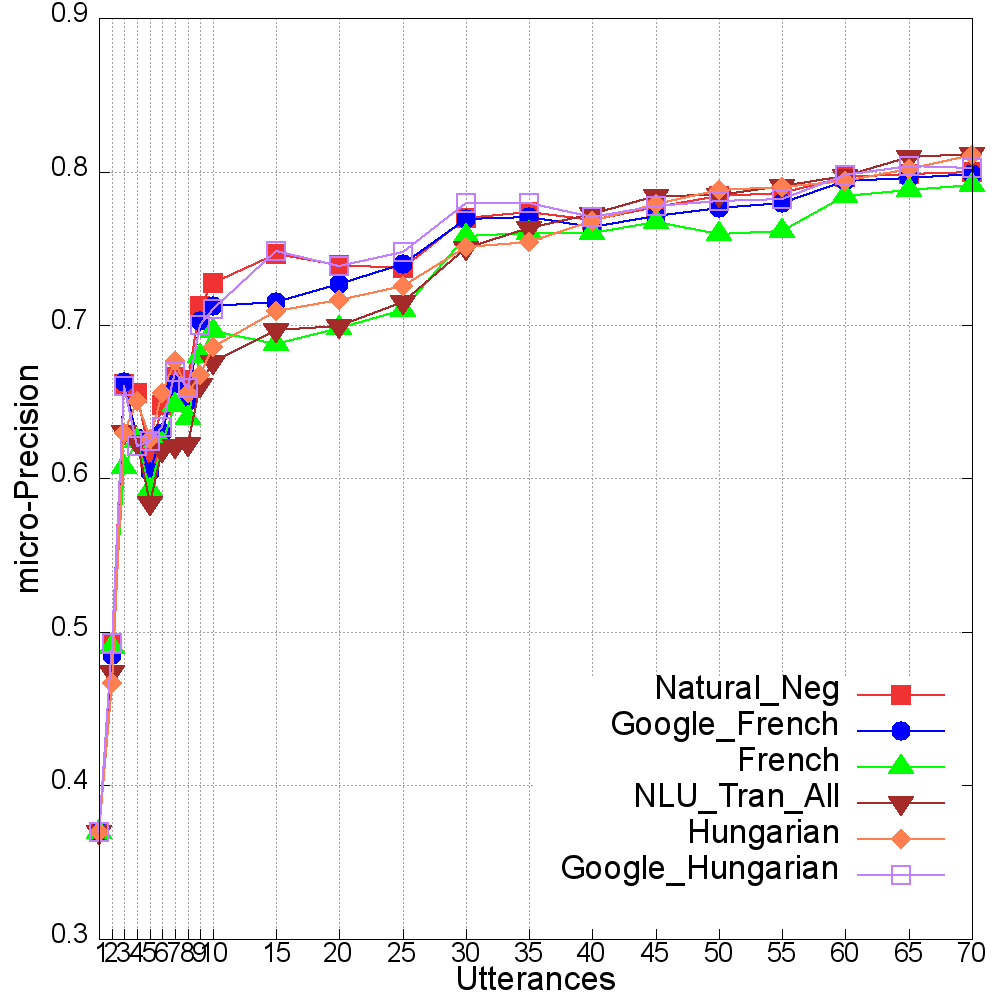 0.9
0.8
0.7
0.6
0.5
0.4
0.3
micro-Precision
Natural_Neg
Google_French
French
NLU_Tran_All
Hungarian
Google_Hungarian
1 2 3 4 5 6 7 8 9 10 15 20 25 30 35 40 45 50 55 60 65 70
Utterances